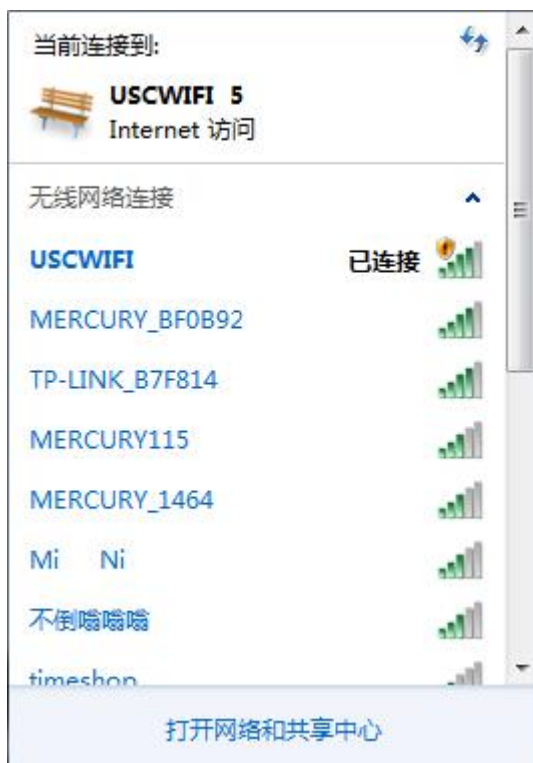 当前连接到:
USCWIFI 5
Internet 访问
无线网络连接
USCWIFI 已连接
MERCURY_BF0B92
TP-LINK_B7F814
MERCURY115
MERCURY_1464
Mi Ni
不倒嗡嗡嗡
timeshop
打开网络和共享中心